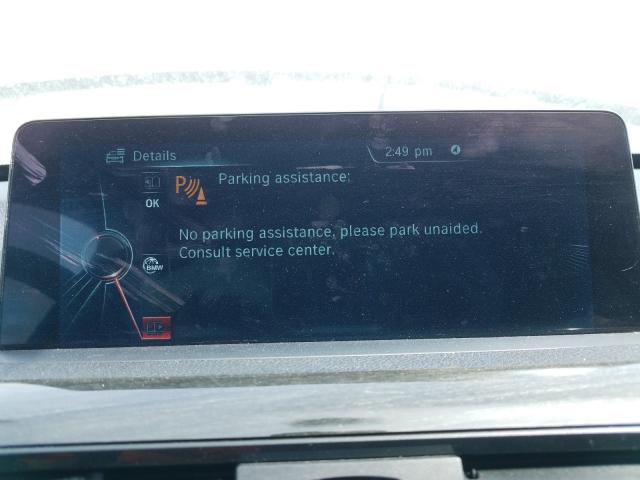 Details
2:49 pm
P
Parking assistance:
OK
No parking assistance, please park unaided.
Consult service center.
BMW